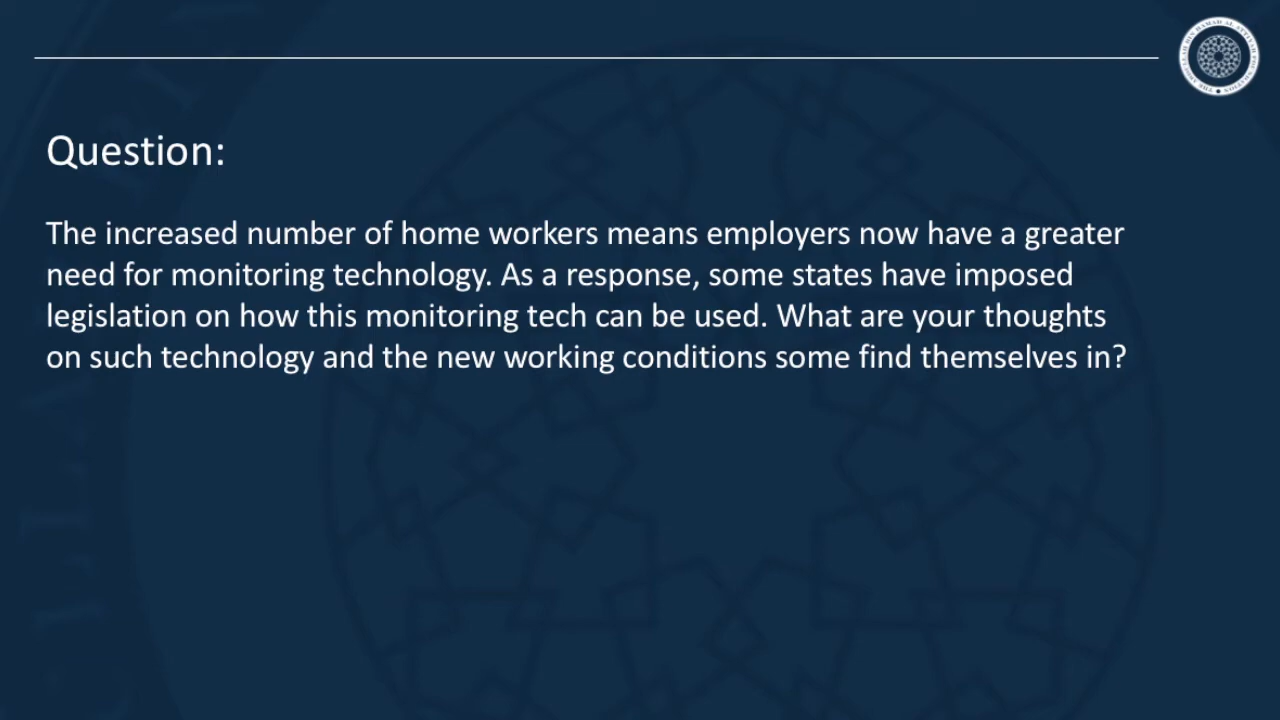 Question:
The increased number of home workers means employers now have a greater
need for monitoring technology. As a response, some states have imposed
legislation on how this monitoring tech can be used. What are your thoughts
on such technology and the new working conditions some find themselves in?